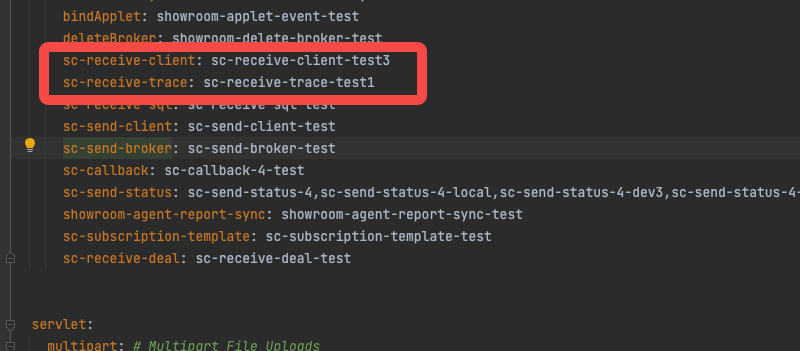 bindApplet: showroom-applet-event-test
deleteBroker: showroom-delete-broker-test
sc-receive-client: sc-receive-client-test3
sc-receive-trace: sc-receive-trace-test1
sc-receive-sql: sc-receive-sql-test
sc-send-client: sc-send-client-test
sc-send-broker: sc-send-broker-test
sc-callback: sc-callback-4-test
sc-send-status: sc-send-status-4,sc-send-status-4-local,sc-send-status-4-dev3,sc-send-status-4-
showroom-agent-report-sync: showroom-agent-report-sync-test
sc-subscription-template: sc-subscription-template-test
sc-receive-deal: sc-receive-deal-test
servlet:
multipart: # Multipart File Uploads